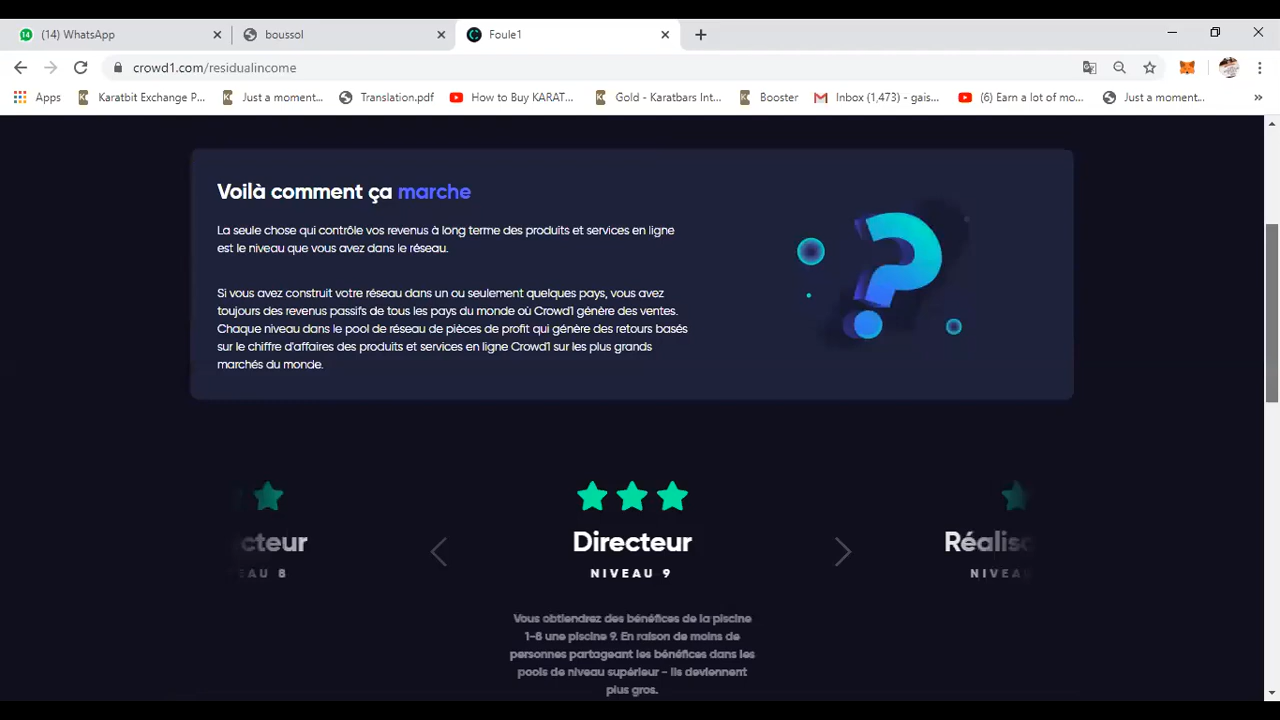 (14) WhatsApp
boussol
Foule1
crowd1.com/residualincome
Apps
Karatbit Exchange P...
Just a moment...
Translation.pdf
How to Buy KARAT...
Gold - Karatbars Int...
Booster
Inbox (1,473) - gais...
(6) Earn a lot of mo...
Just a moment...
Voilà comment ça marche
La seule chose qui contrôle vos revenus à long terme des produits et services en ligne
est le niveau que vous avez dans le réseau.
Si vous avez construit votre réseau dans un ou seulement quelques pays, vous avez
toujours des revenus passifs de tous les pays du monde où Crowd1 génère des ventes.
Chaque niveau dans le pool de réseau de pièces de profit qui génère des retours basés
sur le chiffre d'affaires des produits et services en ligne Crowd1 sur les plus grands
marchés du monde.
cteur
EAU 8
Directeur
NIVEAU 9
Réalisa
NIVEAU
Vous obtiendrez des bénéfices de la piscine
1-8 une piscine 9. En raison de moins de
personnes partageant les bénéfices dans les
pools de niveau supérieur - ils deviennent
plus gros.